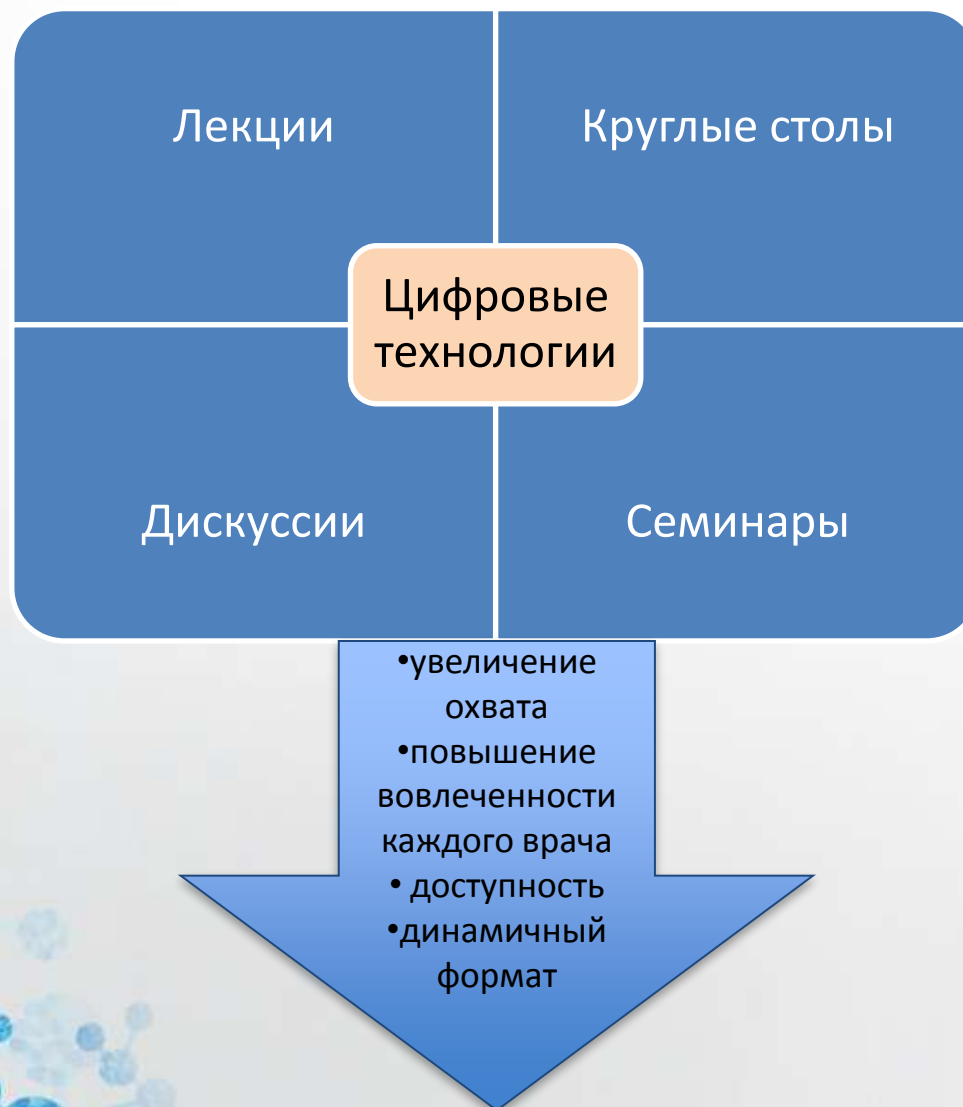 Лекции
Круглые столы
Цифровые
технологии
Дискуссии
Семинары
•увеличение
охвата
•повышение
вовлеченности
каждого врача
• доступность
•динамичный
формат